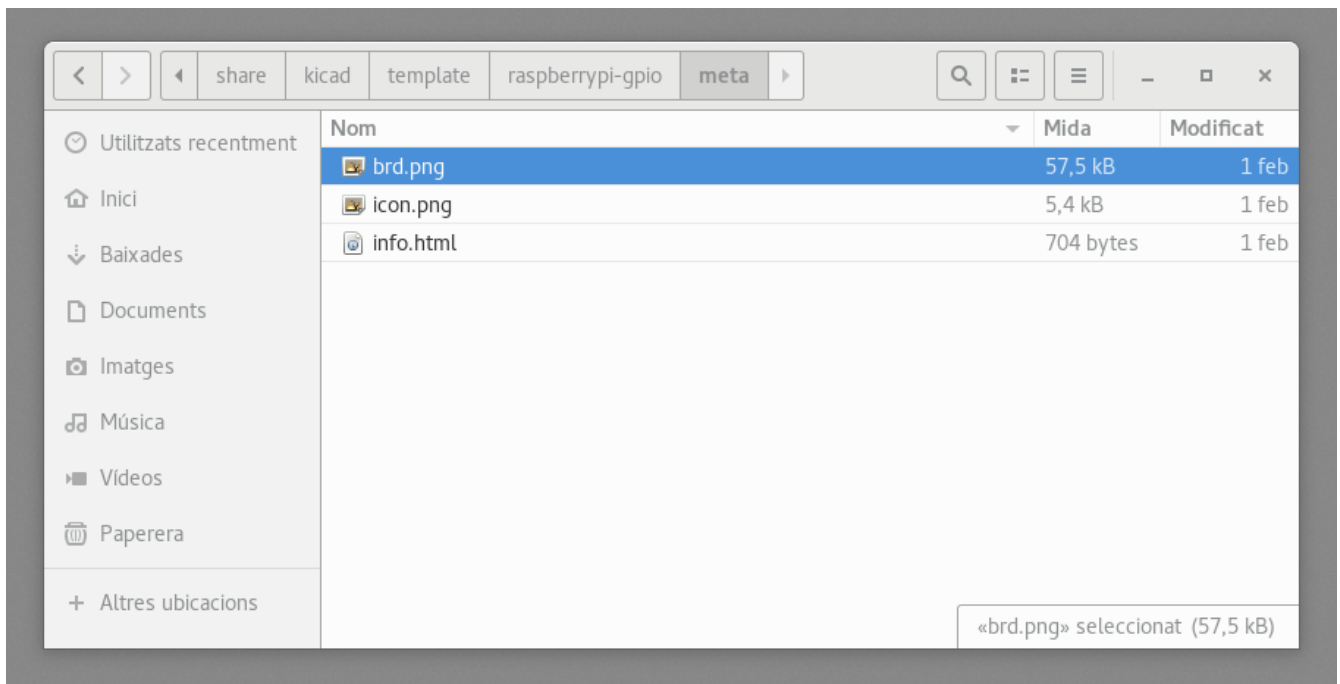 share kicad template raspberrypi-gpio meta
Utilitzats recentment
Inici
Baixades
Documents
Imatges
Música
Vídeos
Paperera
Altres ubicacions
Nom Mida Modificat
brd.png 57,5 kB 1 feb
icon.png 5,4 kB 1 feb
info.html 704 bytes 1 feb
«brd.png» seleccionat (57,5 kB)